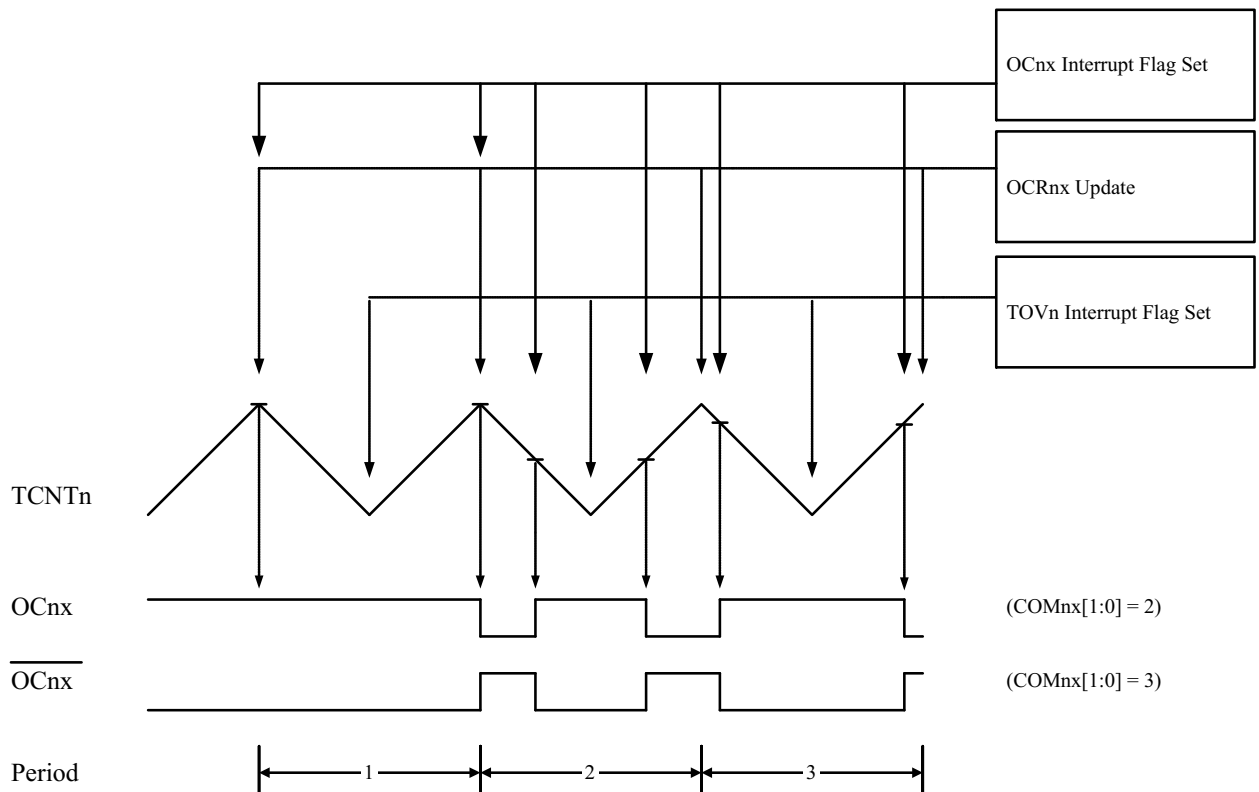 OCnx Interrupt Flag Set
OCRnx Update
TOVn Interrupt Flag Set
TCNTn
OCnx
(COMnx[1:0] = 2)
OCnx
(COMnx[1:0] = 3)
Period
1
2
3